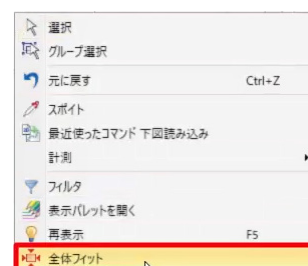 選択
グループ選択
元に戻す Ctrl+Z
スポイト
最近使ったコマンド 下図読み込み
計測
フィルタ
表示パレットを開く
再表示 F5
全体フィット